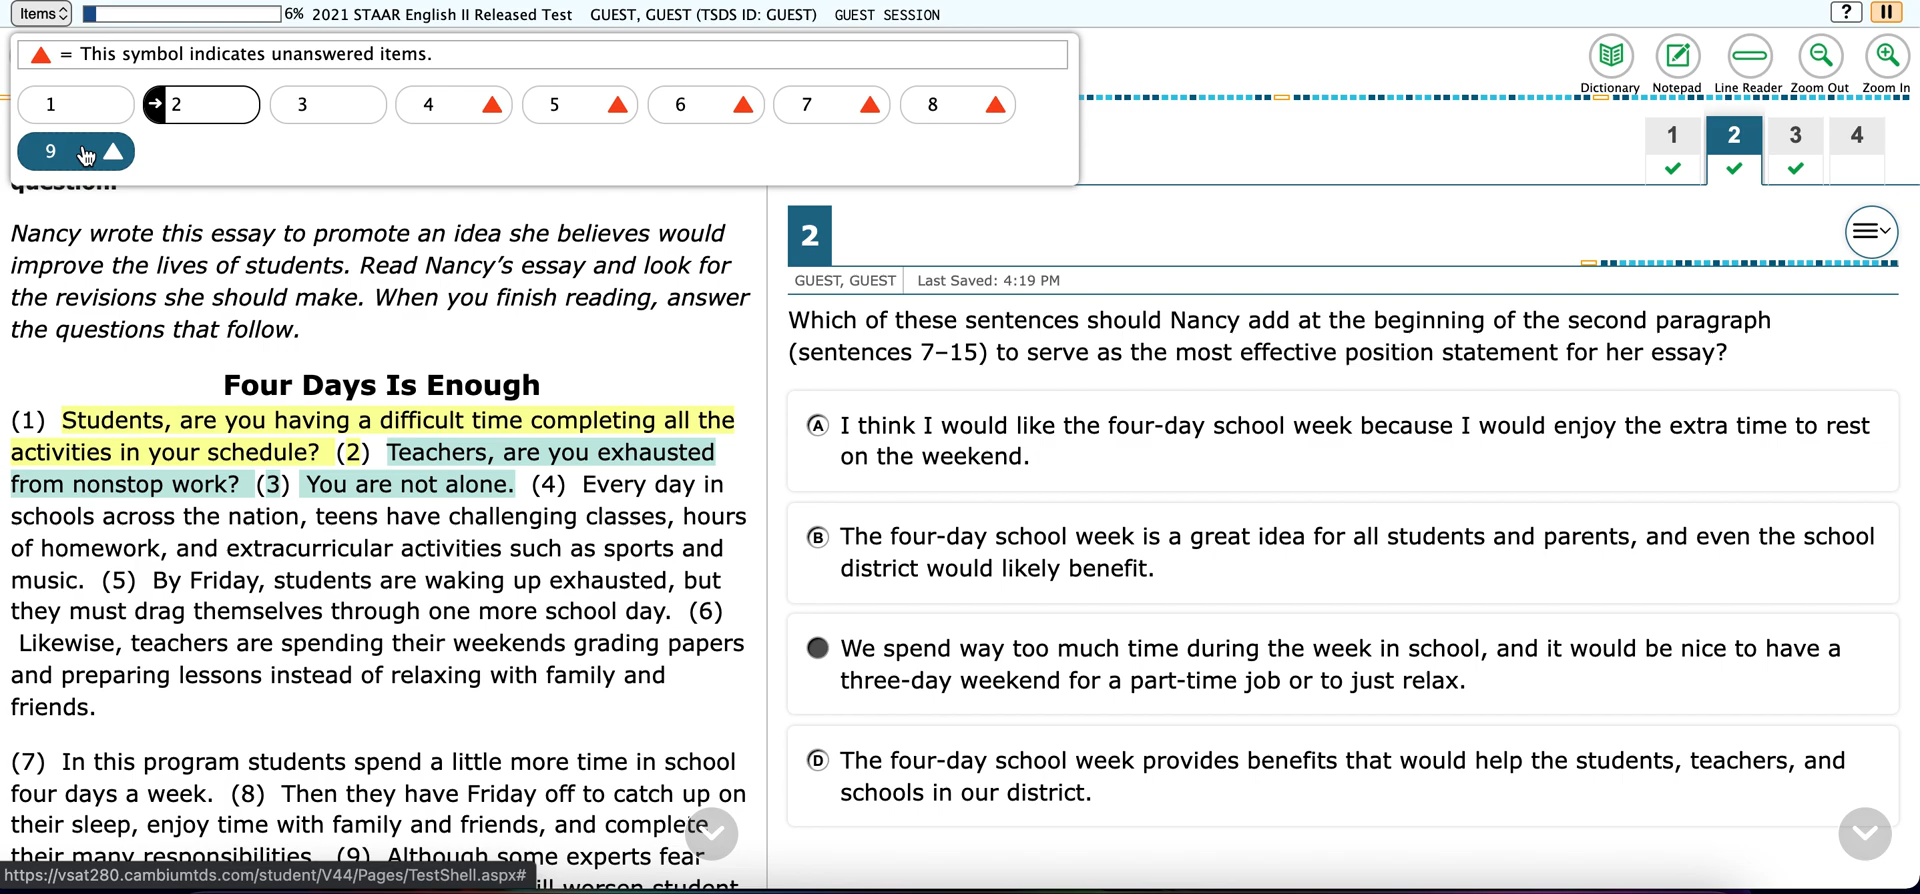 Items 6% 2021 STAAR English II Released Test GUEST, GUEST (TSDS ID: GUEST) GUEST SESSION ?
= This symbol indicates unanswered items.
1 2 3 4 5 6 7 8
9
Dictionary Notepad Line Reader Zoom Out Zoom In
1 2 3 4
question.
Nancy wrote this essay to promote an idea she believes would
improve the lives of students. Read Nancy’s essay and look for
the revisions she should make. When you finish reading, answer
the questions that follow.
Four Days Is Enough
(1) Students, are you having a difficult time completing all the
activities in your schedule? (2) Teachers, are you exhausted
from nonstop work? (3) You are not alone. (4) Every day in
schools across the nation, teens have challenging classes, hours
of homework, and extracurricular activities such as sports and
music. (5) By Friday, students are waking up exhausted, but
they must drag themselves through one more school day. (6)
Likewise, teachers are spending their weekends grading papers
and preparing lessons instead of relaxing with family and
friends.
(7) In this program students spend a little more time in school
four days a week. (8) Then they have Friday off to catch up on
their sleep, enjoy time with family and friends, and complete
their many responsibilities (9) Although some experts fear
ill worsen student
https://vsat280.cambiumtds.com/student/V44/Pages/TestShell.aspx#
2
GUEST, GUEST Last Saved: 4:19 PM
Which of these sentences should Nancy add at the beginning of the second paragraph
(sentences 7–15) to serve as the most effective position statement for her essay?
A I think I would like the four-day school week because I would enjoy the extra time to rest
on the weekend.
B The four-day school week is a great idea for all students and parents, and even the school
district would likely benefit.
We spend way too much time during the week in school, and it would be nice to have a
three-day weekend for a part-time job or to just relax.
D The four-day school week provides benefits that would help the students, teachers, and
schools in our district.